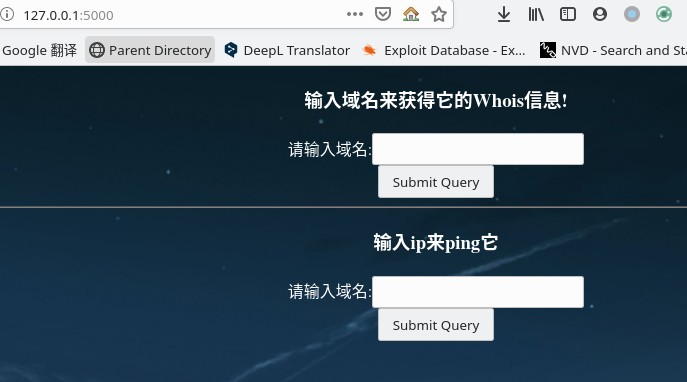 127.0.0.1:5000
Google 翻译 Parent Directory DeepL Translator Exploit Database - Ex... NVD - Search and Sta
输入域名来获得它的Whois信息!
请输入域名:
Submit Query
输入ip来ping它
请输入域名:
Submit Query